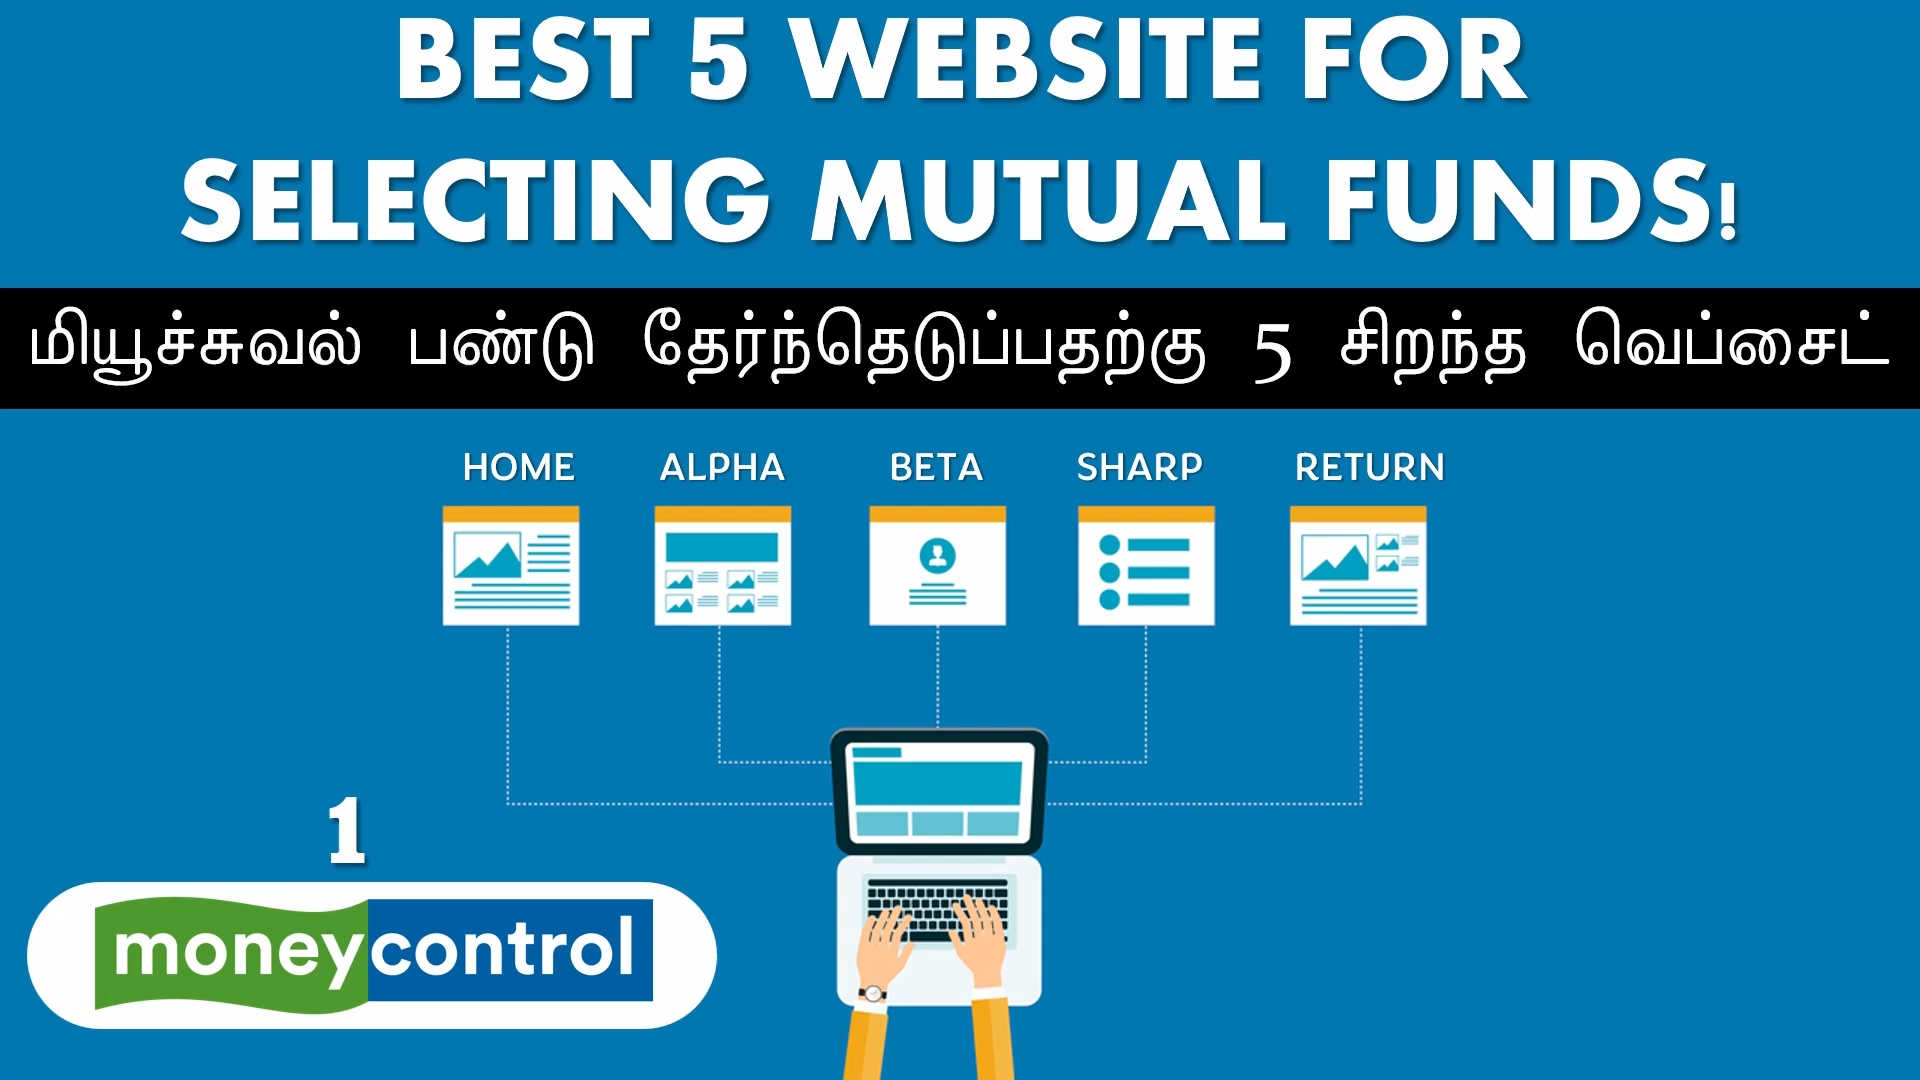 BEST 5 WEBSITE FOR
SELECTING MUTUAL FUNDS!
மியூச்சுவல் பண்டு தேர்ந்தெடுப்பதற்கு 5 சிறந்த வெப்சைட்
HOME ALPHA BETA SHARP RETURN
1
moneycontrol